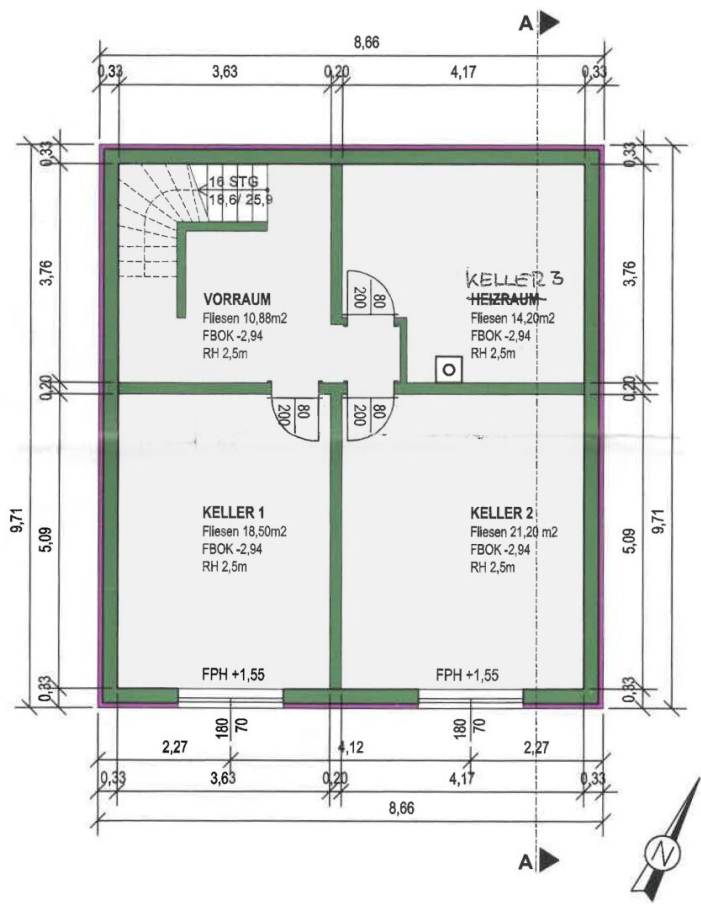 A
8,66
0,33 3,63 0,20 4,17 0,33
0,33
3,76
0,20
5,09
0,33
9,71
16 STG
18,6/ 25,9
VORRAUM
Fliesen 10,88m2
FBOK -2,94
RH 2,5m
KELLER 3
HEIZRAUM
Fliesen 14,20m2
FBOK -2,94
RH 2,5m
80
200
80
200
80
200
KELLER 1
Fliesen 18,50m2
FBOK -2,94
RH 2,5m
KELLER 2
Fliesen 21,20 m2
FBOK -2,94
RH 2,5m
0,33
3,76
0,20
5,09
0,33
9,71
FPH +1,55
FPH +1,55
180
70
180
70
2,27 4,12 2,27
0,33 3,63 0,20 4,17 0,33
8,66
A
N